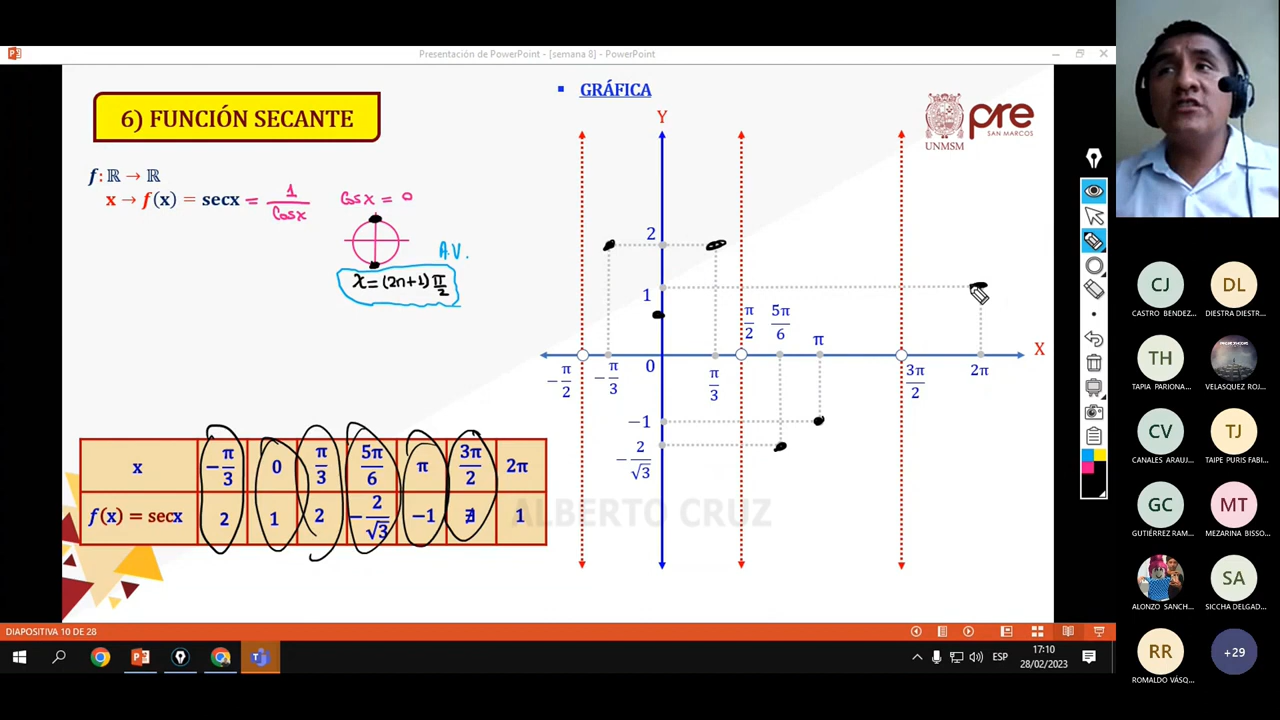 Presentación de PowerPoint - [semana 8] - PowerPoint
6) FUNCIÓN SECANTE
f: ℝ → ℝ
x → f(x) = secx = 1/Cosx
Cosx = 0
A.V.
x = (2n+1) π/2
GRÁFICA
UNMSM
pre
SAN MARCOS
Y
2
1
π/2
5π/6
π
X
0
−π/2
−π/3
π/3
3π/2
2π
−1
−2/√3
x −π/3 0 π/3 5π/6 π 3π/2 2π
f(x) = secx 2 1 2 −2/√3 −1 ∄ 1
ALBERTO CRUZ
DIAPOSITIVA 10 DE 28
ESP
17:10
28/02/2023
CJ
CASTRO BENDEZ...
DL
DIESTRA DIESTR...
TH
TAPIA PARIONA...
VELASQUEZ ROJ...
CV
CANALES ARAUJ...
TJ
TAIPE PURIS FABI...
GC
GUTIÉRREZ RAM...
MT
MEZARINA BISSO...
ALONZO SANCH...
SA
SICCHA DELGAD...
RR
ROMALDO VÁSQ...
+29